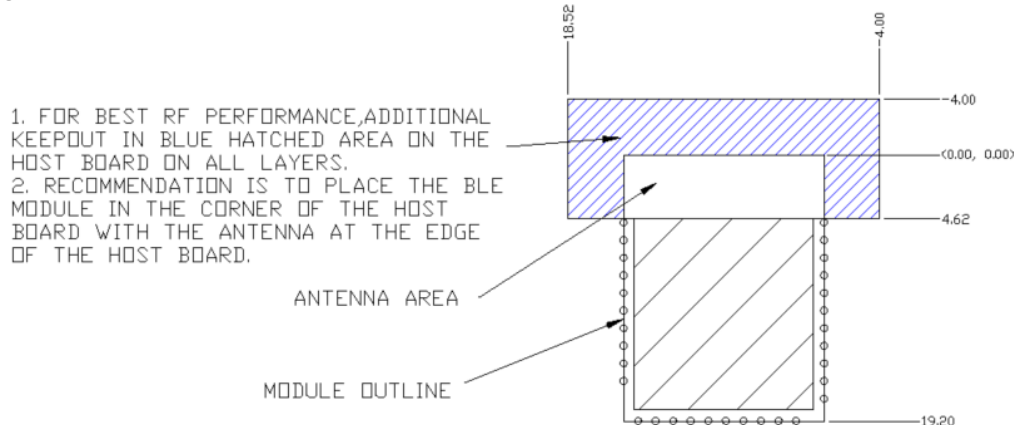 18.52
-4.00
1. FOR BEST RF PERFORMANCE,ADDITIONAL
KEEPOUT IN BLUE HATCHED AREA ON THE
HOST BOARD ON ALL LAYERS.
2. RECOMMENDATION IS TO PLACE THE BLE
MODULE IN THE CORNER OF THE HOST
BOARD WITH THE ANTENNA AT THE EDGE
OF THE HOST BOARD.
-4.00
(0.00, 0.00)
4.62
ANTENNA AREA
MODULE OUTLINE
19.20